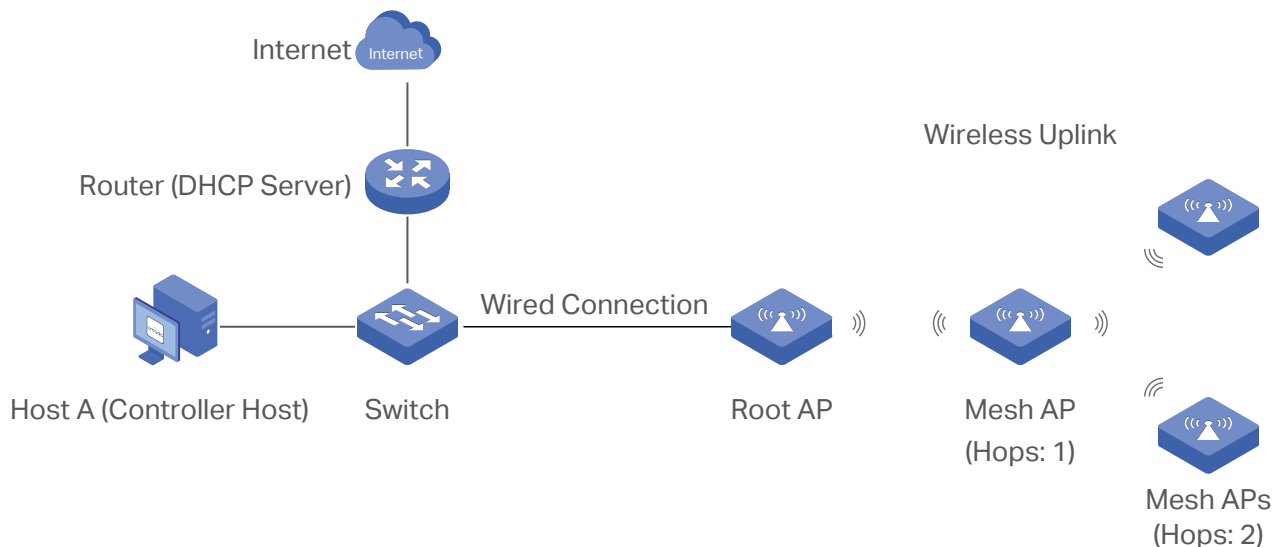 Internet
Internet
Wireless Uplink
Router (DHCP Server)
Wired Connection
Host A (Controller Host)
Switch
Root AP
Mesh AP
(Hops: 1)
Mesh APs
(Hops: 2)